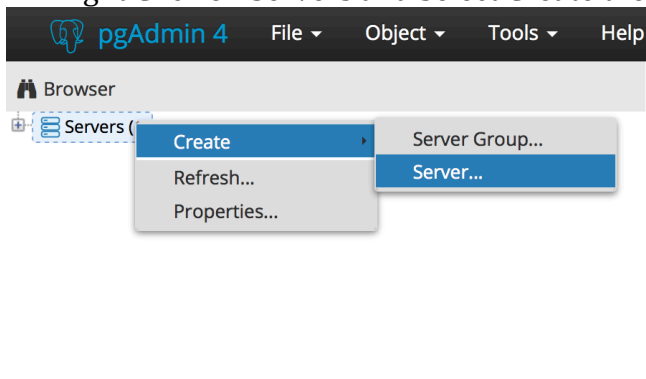 pgAdmin 4 File Object Tools Help
Browser
Servers (
Create Server Group...
Refresh... Server...
Properties...